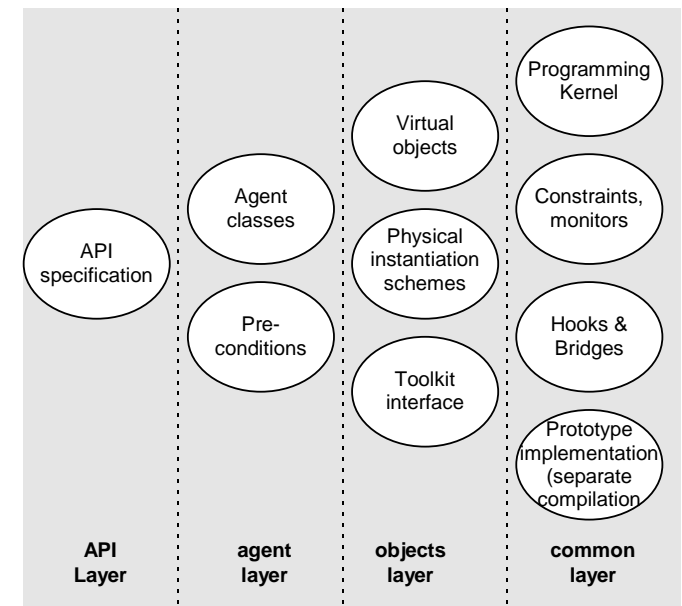 API
specification
Agent
classes
Pre-
conditions
Virtual
objects
Physical
instantiation
schemes
Toolkit
interface
Programming
Kernel
Constraints,
monitors
Hooks &
Bridges
Prototype
implementation
(separate
compilation
API
Layer
agent
layer
objects
layer
common
layer